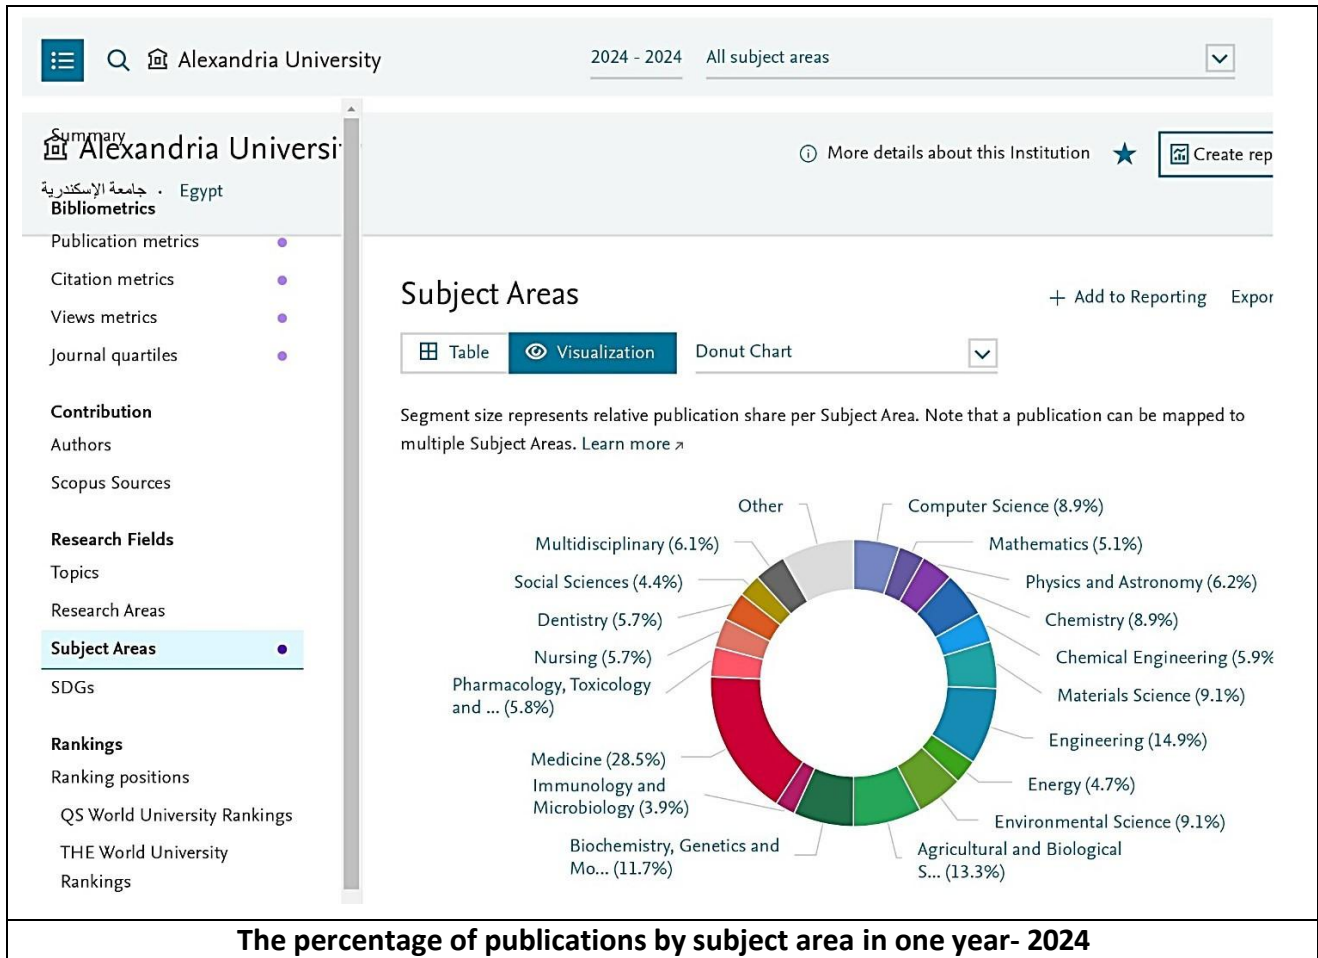 Alexandria University
2024 - 2024
All subject areas
Summary
Alexandria Universi
جامعة الإسكندرية · Egypt
More details about this Institution
Create rep
Bibliometrics
Publication metrics
Citation metrics
Views metrics
Journal quartiles
Contribution
Authors
Scopus Sources
Research Fields
Topics
Research Areas
Subject Areas
SDGs
Rankings
Ranking positions
QS World University Rankings
THE World University
Rankings
Subject Areas
+ Add to Reporting
Expor
Table
Visualization
Donut Chart
Segment size represents relative publication share per Subject Area. Note that a publication can be mapped to
multiple Subject Areas. Learn more ↗
Other
Computer Science (8.9%)
Multidisciplinary (6.1%)
Mathematics (5.1%)
Social Sciences (4.4%)
Physics and Astronomy (6.2%)
Dentistry (5.7%)
Chemistry (8.9%)
Nursing (5.7%)
Chemical Engineering (5.9%
Pharmacology, Toxicology
and ... (5.8%)
Materials Science (9.1%)
Engineering (14.9%)
Medicine (28.5%)
Energy (4.7%)
Immunology and
Microbiology (3.9%)
Environmental Science (9.1%)
Biochemistry, Genetics and
Mo... (11.7%)
Agricultural and Biological
S... (13.3%)
The percentage of publications by subject area in one year- 2024